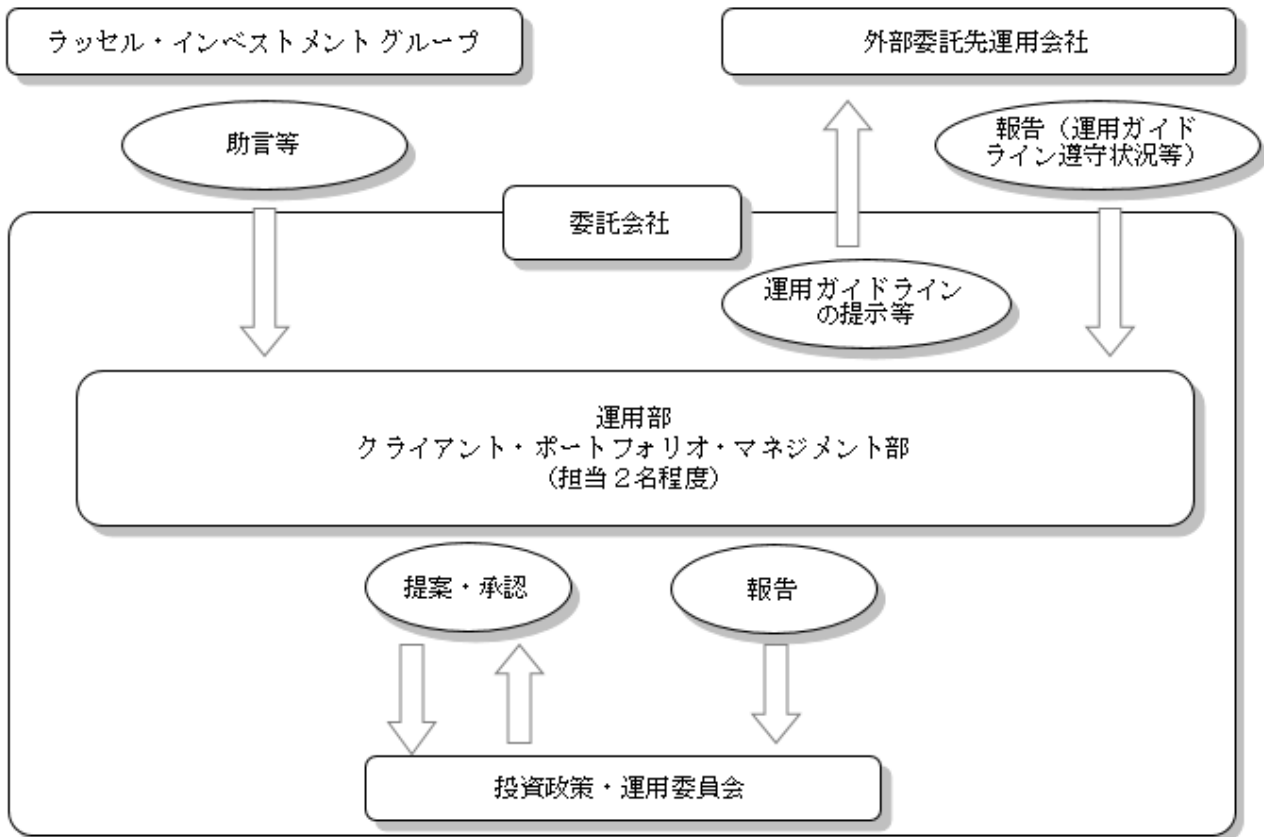 ラッセル・インベストメント グループ
外部委託先運用会社
助言等
報告（運用ガイド
ライン遵守状況等）
委託会社
運用ガイドライン
の提示等
運用部
クライアント・ポートフォリオ・マネジメント部
（担当２名程度）
提案・承認
報告
投資政策・運用委員会